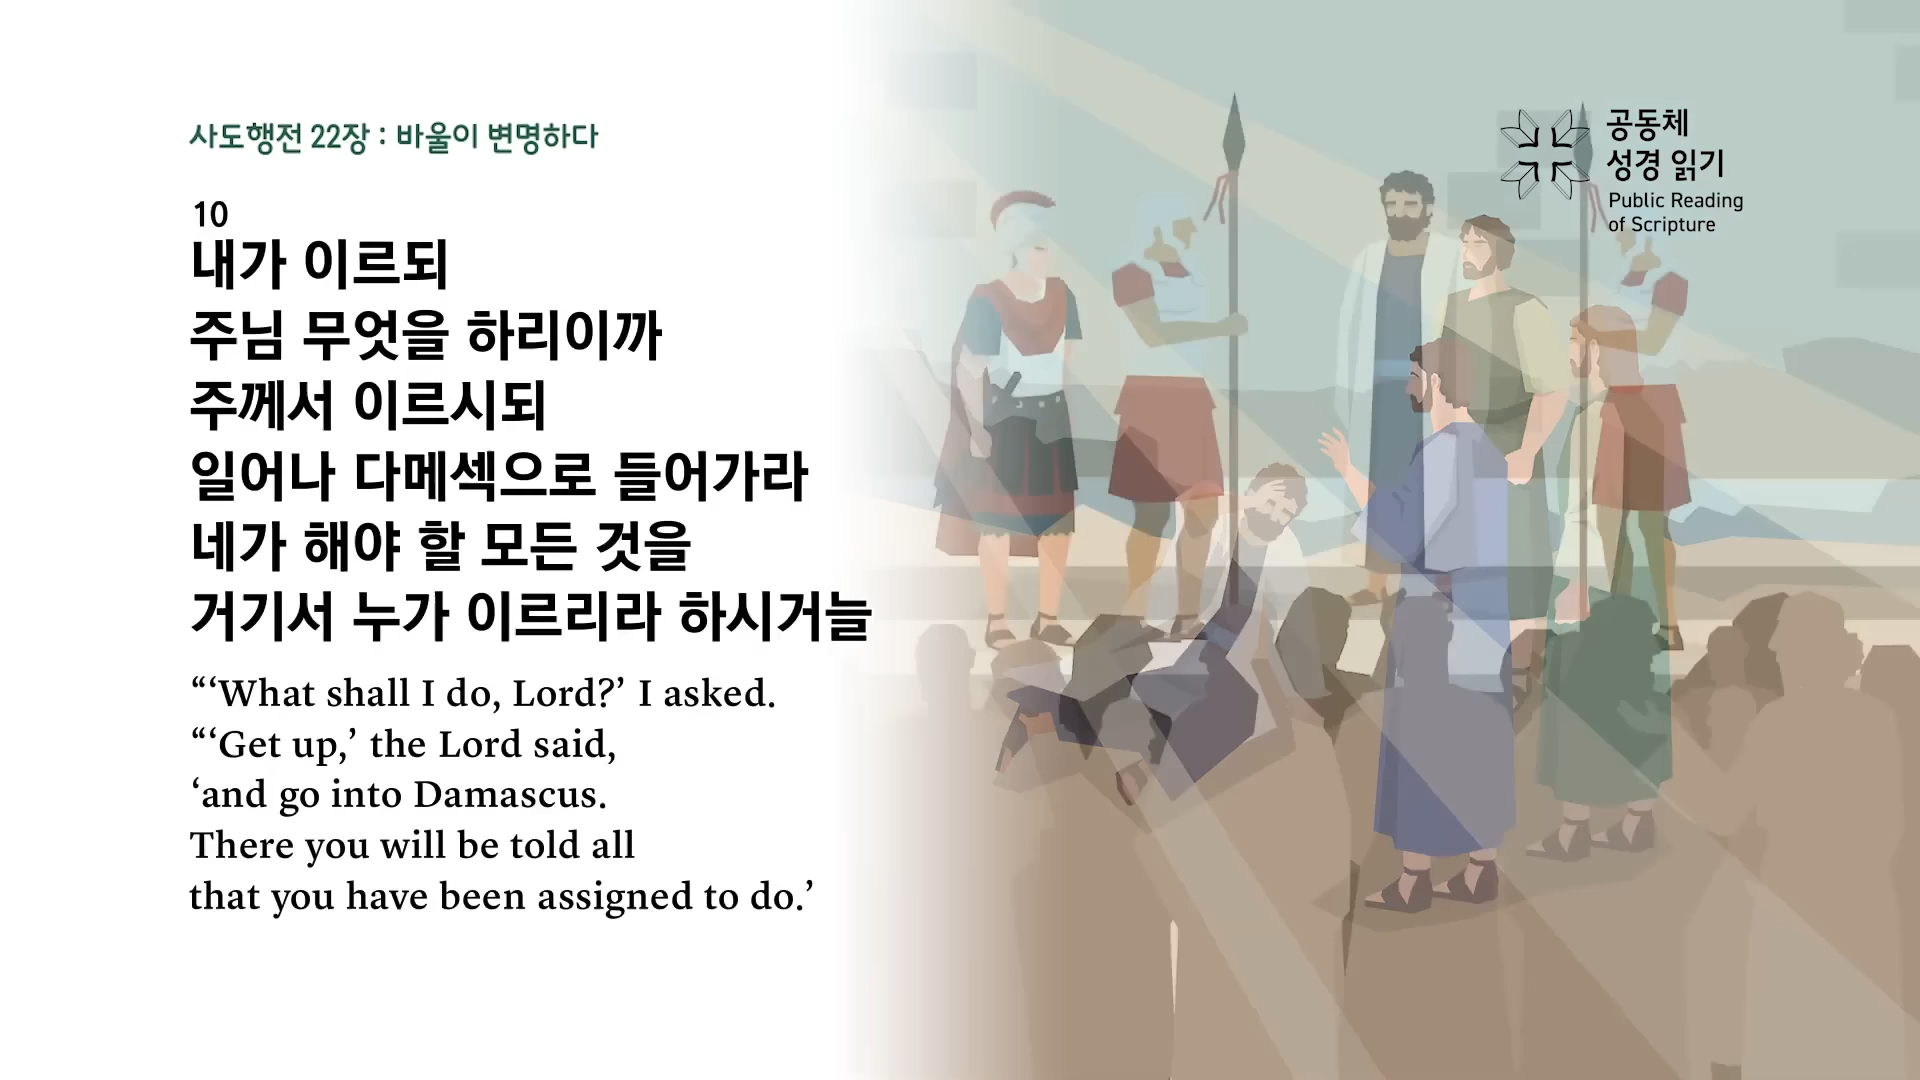 사도행전 22장 : 바울이 변명하다
10
내가 이르되
주님 무엇을 하리이까
주께서 이르시되
일어나 다메섹으로 들어가라
네가 해야 할 모든 것을
거기서 누가 이르리라 하시거늘
“‘What shall I do, Lord?’ I asked.
“‘Get up,’ the Lord said,
‘and go into Damascus.
There you will be told all
that you have been assigned to do.’
공동체
성경 읽기
Public Reading
of Scripture